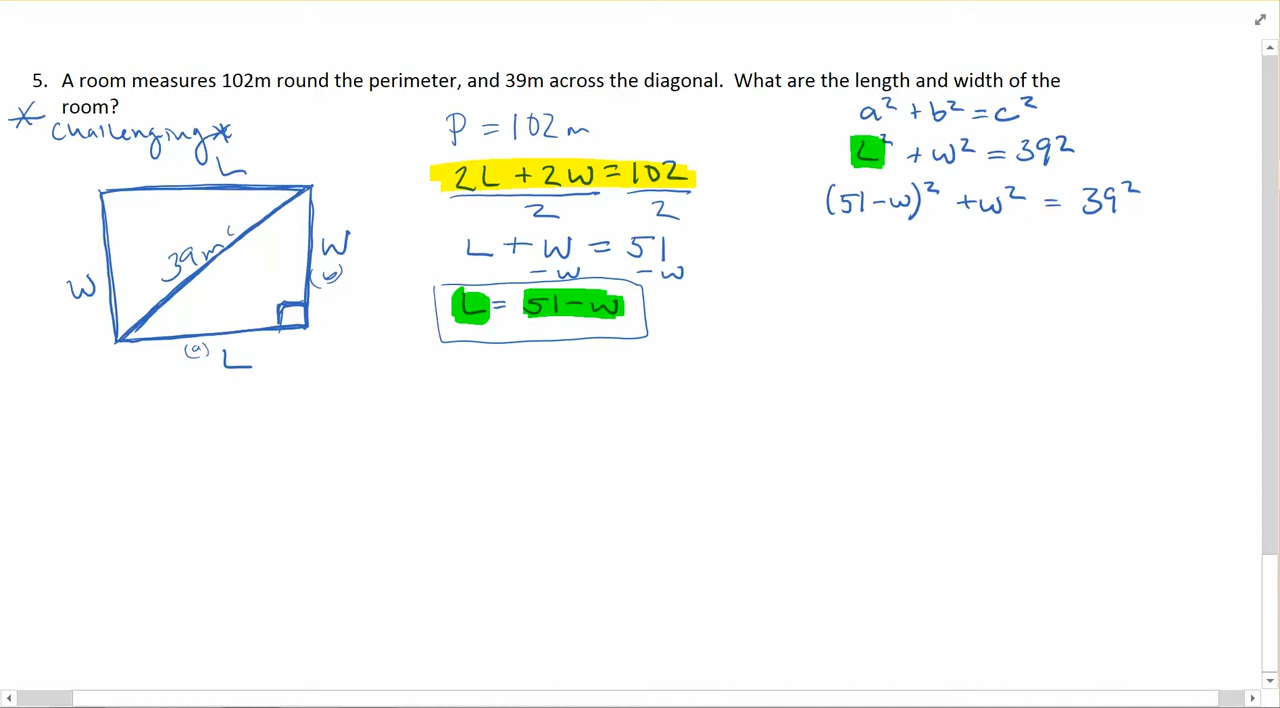 5. A room measures 102m round the perimeter, and 39m across the diagonal. What are the length and width of the
room?
* Challenging *
L
39m c
W
(b)
W
(a) L
P = 102m
2L + 2W = 102
2 2
L + W = 51
-W -W
L = 51-W
a² + b² = c²
L² + W² = 39²
(51-W)² + W² = 39²